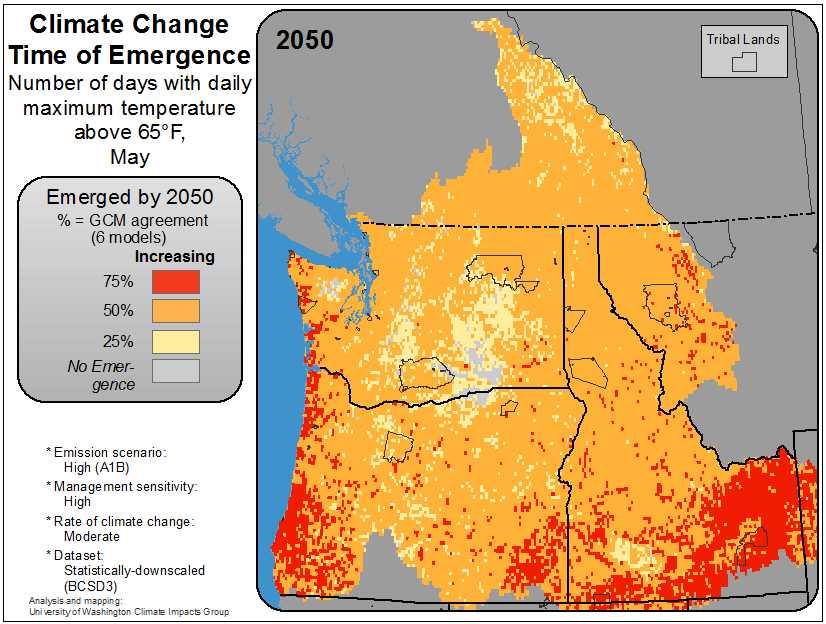 Climate Change
Time of Emergence
Number of days with daily
maximum temperature
above 65°F,
May
Emerged by 2050
% = GCM agreement
(6 models)
Increasing
75%
50%
25%
No Emer-
gence
* Emission scenario:
High (A1B)
* Management sensitivity:
High
* Rate of climate change:
Moderate
* Dataset:
Statistically-downscaled
(BCSD3)
Analysis and mapping:
University of Washington Climate Impacts Group
2050
Tribal Lands